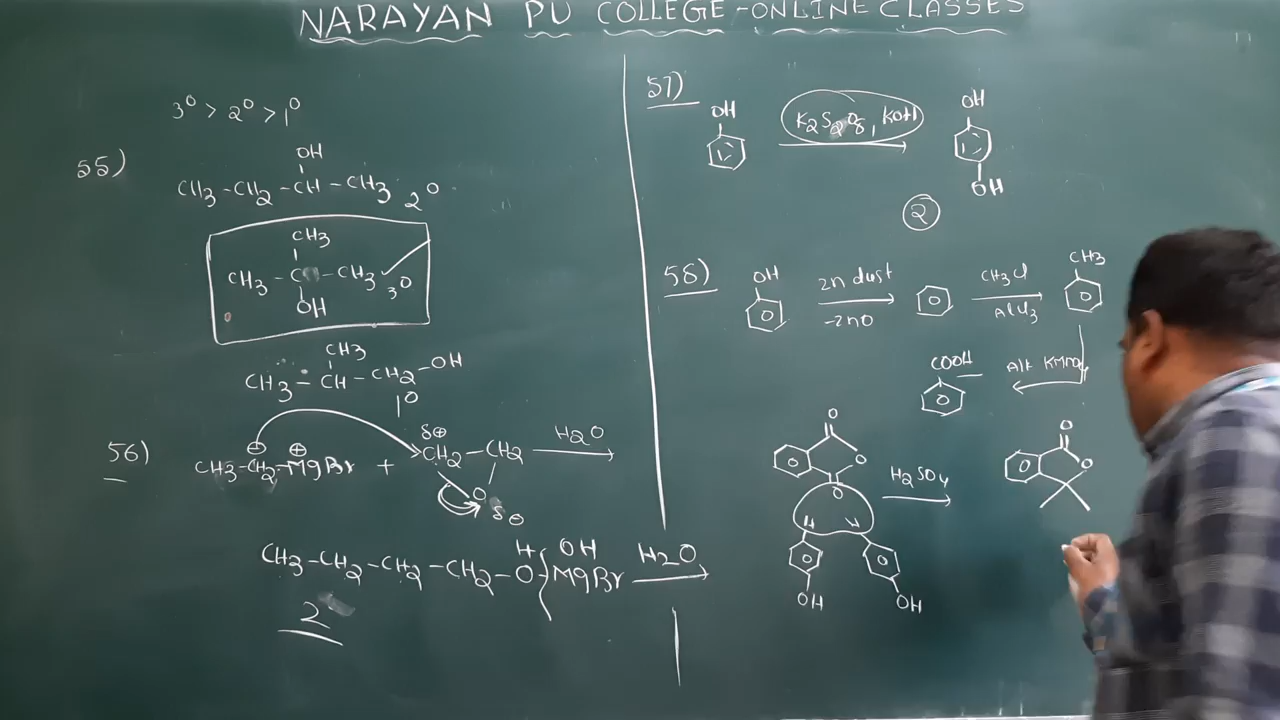 NARAYAN PU COLLEGE-ONLINE CLASSES
3° > 2° > 1°
55)
OH
CH3 - CH2 - CH - CH3 2°
CH3
CH3 - C - CH3 3°
OH
CH3
CH3 - CH - CH2 - OH
1°
56)
CH3 - CH2 - MgBr + CH2 - CH2 H2O
⊖ ⊕ δ⊕
O δ⊖
CH3 - CH2 - CH2 - CH2 - O MgBr H2O
H OH
2
57)
OH K2S2O8, KOH OH
OH
2
58)
OH Zn dust CH3Cl CH3
-ZnO AlCl3
COOH Alk KMnO4
O O
O H2SO4 O
O
H H
OH OH